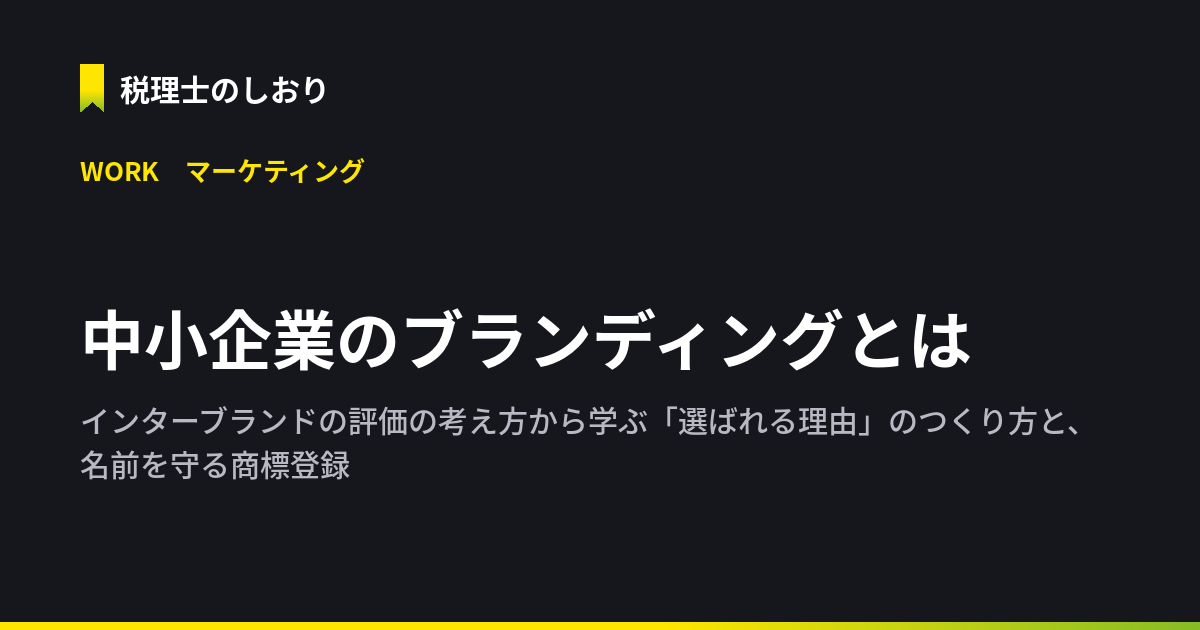 税理士のしおり
WORK　マーケティング
中小企業のブランディングとは
インターブランドの評価の考え方から学ぶ「選ばれる理由」のつくり方と、
名前を守る商標登録